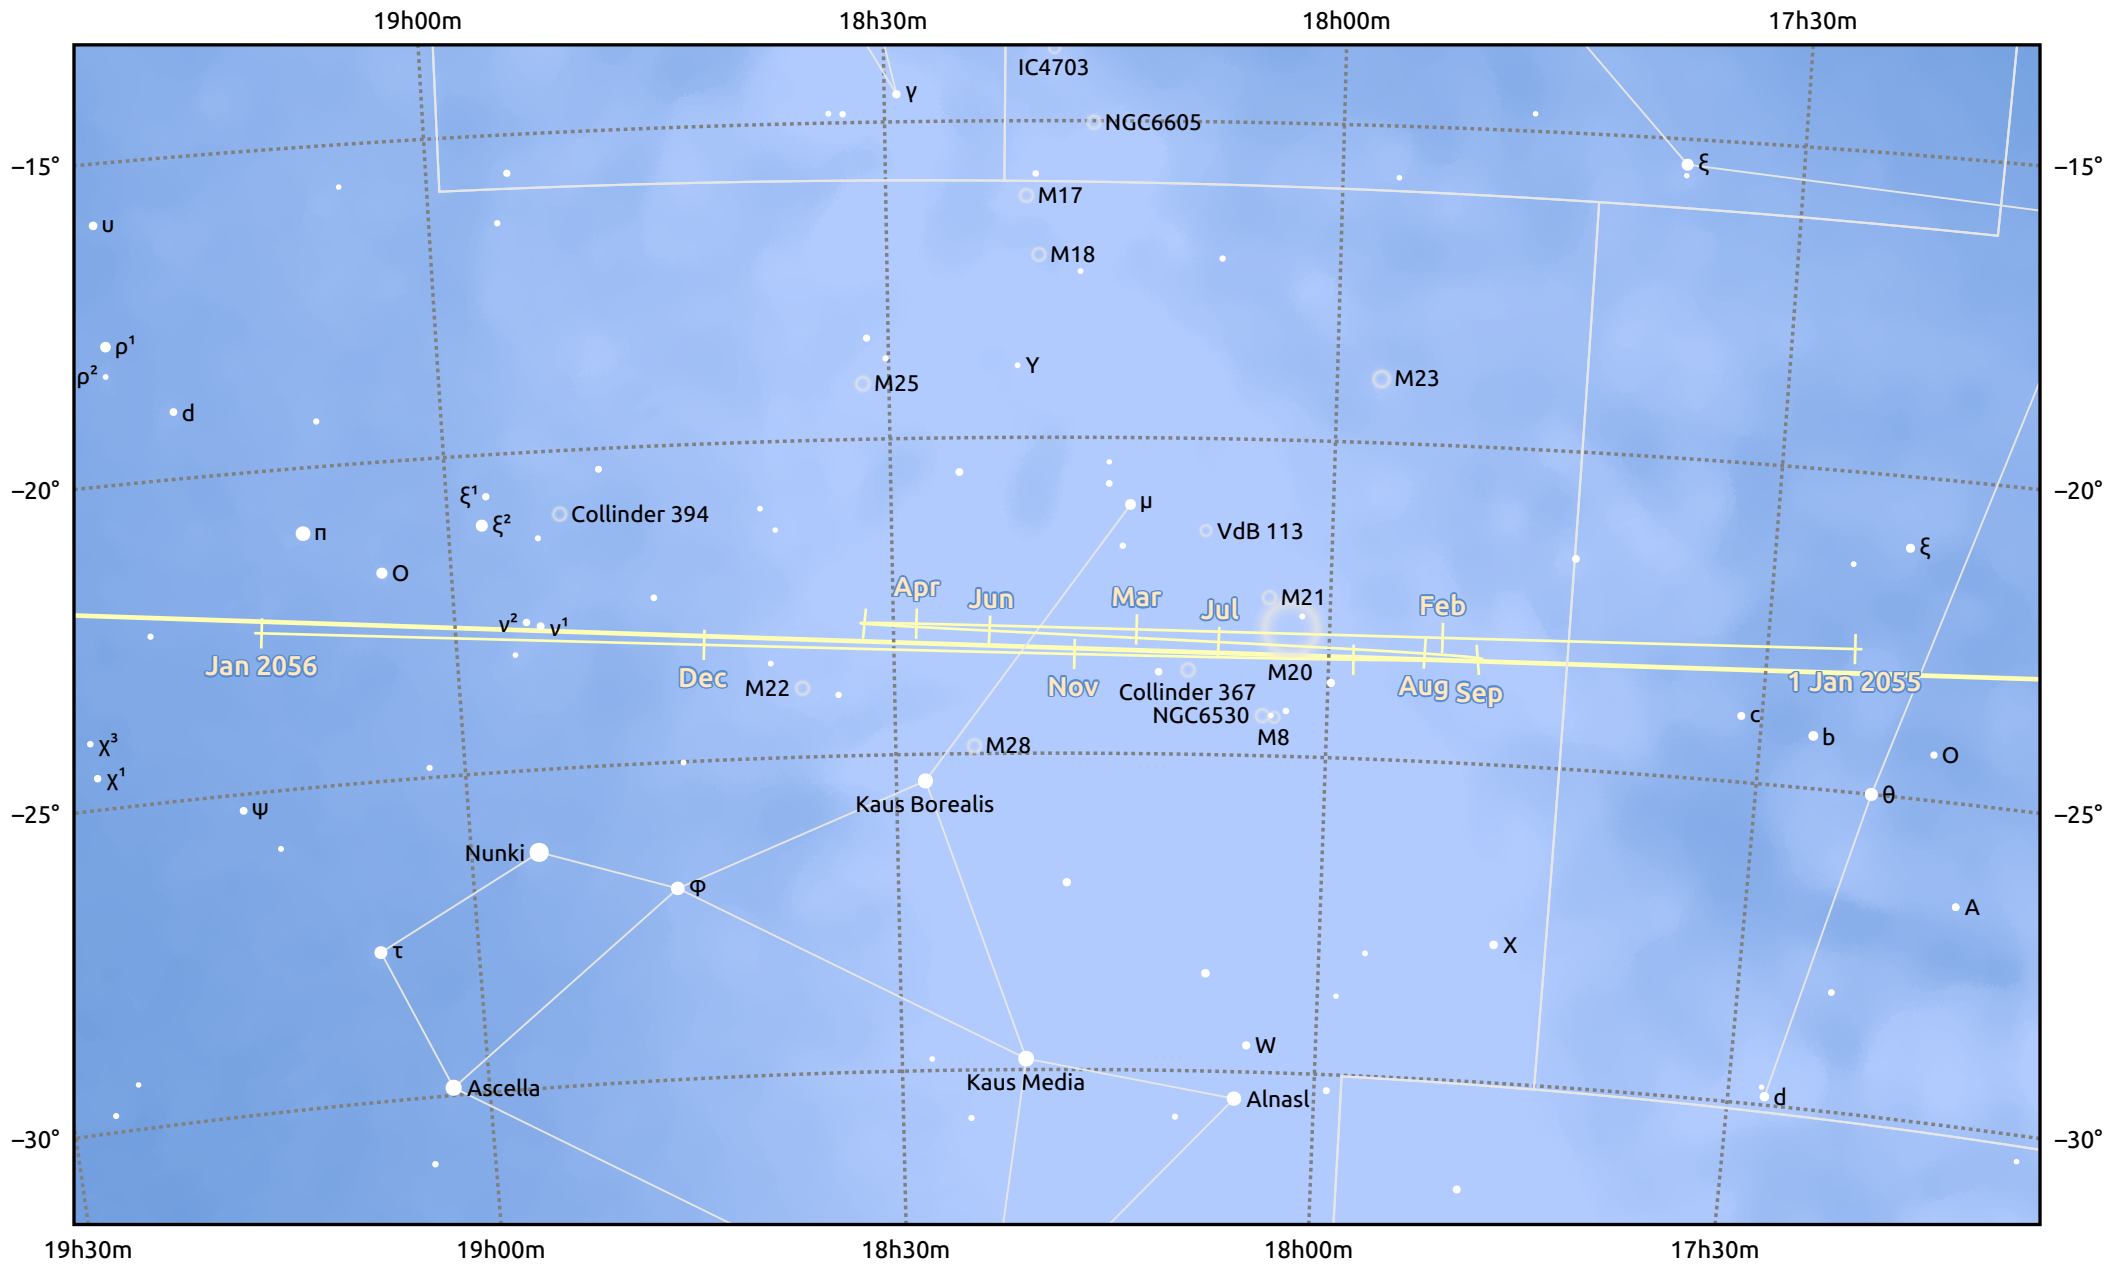 19h00m 18h30m 18h00m 17h30m
IC4703
γ
NGC6605
−15° −15°
ξ
M17
υ
M18
ρ¹
Y
ρ² M25 M23
d
−20° −20°
ξ¹
ξ² Collinder 394 μ
π VdB 113 ξ
O
Apr Jun Mar Jul M21 Feb
ν² ν¹
Jan 2056 Dec M22 Nov M20 Aug Sep 1 Jan 2055
Collinder 367
NGC6530 c
M8
χ³ M28 b O
χ¹
Kaus Borealis θ
ψ
−25° −25°
Nunki
φ
A
τ X
W
Kaus Media
Ascella Alnasl d
−30° −30°
19h30m 19h00m 18h30m 18h00m 17h30m